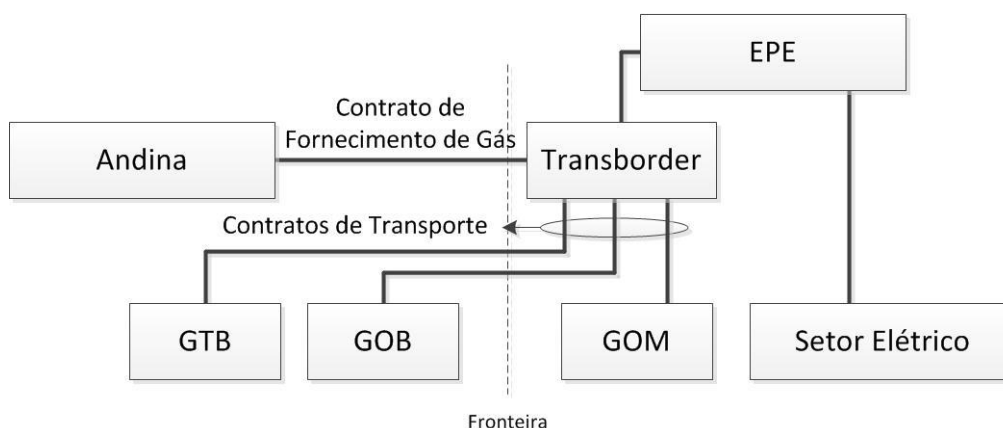 EPE
Contrato de
Fornecimento de Gás
Andina
Transborder
Contratos de Transporte
GTB
GOB
GOM
Setor Elétrico
Fronteira